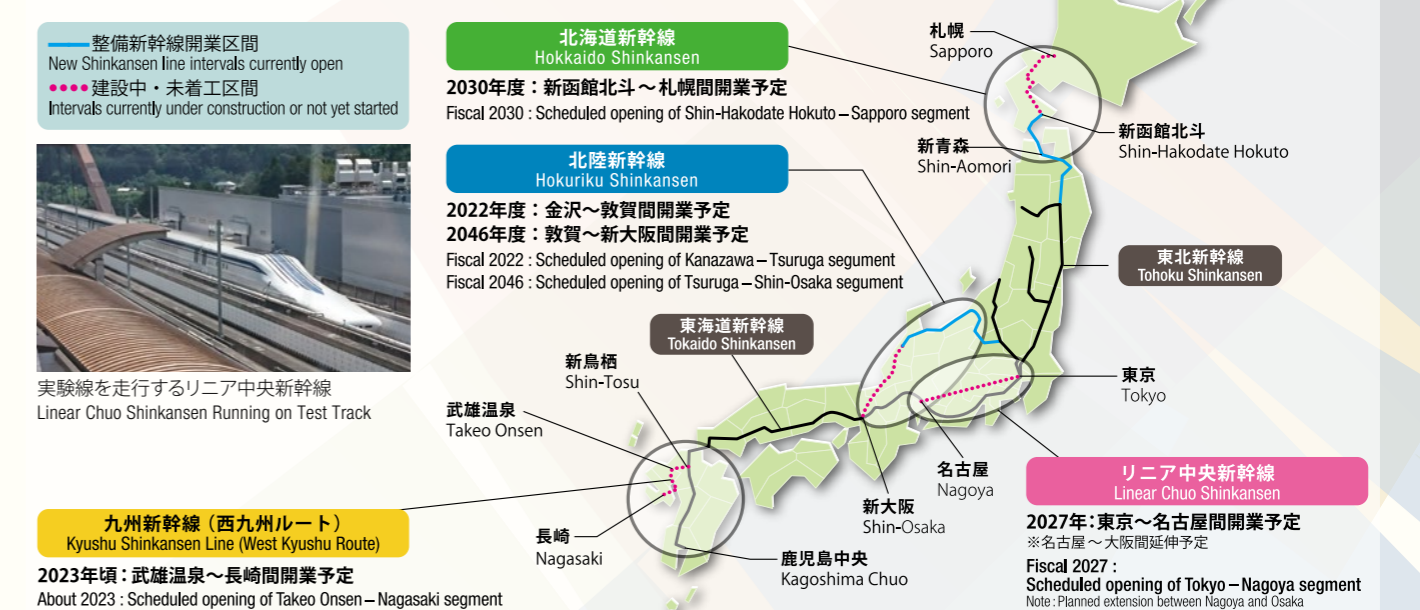 整備新幹線開業区間
New Shinkansen line intervals currently open
建設中・未着工区間
Intervals currently under construction or not yet started
実験線を走行するリニア中央新幹線
Linear Chuo Shinkansen Running on Test Track
北海道新幹線
Hokkaido Shinkansen
2030年度：新函館北斗～札幌間開業予定
Fiscal 2030 : Scheduled opening of Shin-Hakodate Hokuto – Sapporo segment
北陸新幹線
Hokuriku Shinkansen
2022年度：金沢～敦賀間開業予定
2046年度：敦賀～新大阪間開業予定
Fiscal 2022 : Scheduled opening of Kanazawa – Tsuruga segument
Fiscal 2046 : Scheduled opening of Tsuruga – Shin-Osaka segument
札幌
Sapporo
新函館北斗
Shin-Hakodate Hokuto
新青森
Shin-Aomori
東北新幹線
Tohoku Shinkansen
東海道新幹線
Tokaido Shinkansen
新鳥栖
Shin-Tosu
武雄温泉
Takeo Onsen
東京
Tokyo
名古屋
Nagoya
新大阪
Shin-Osaka
長崎
Nagasaki
鹿児島中央
Kagoshima Chuo
九州新幹線（西九州ルート）
Kyushu Shinkansen Line (West Kyushu Route)
2023年頃：武雄温泉～長崎間開業予定
About 2023 : Scheduled opening of Takeo Onsen – Nagasaki segment
リニア中央新幹線
Linear Chuo Shinkansen
2027年：東京～名古屋間開業予定
※名古屋～大阪間延伸予定
Fiscal 2027 :
Scheduled opening of Tokyo – Nagoya segment
Note : Planned extension between Nagoya and Osaka